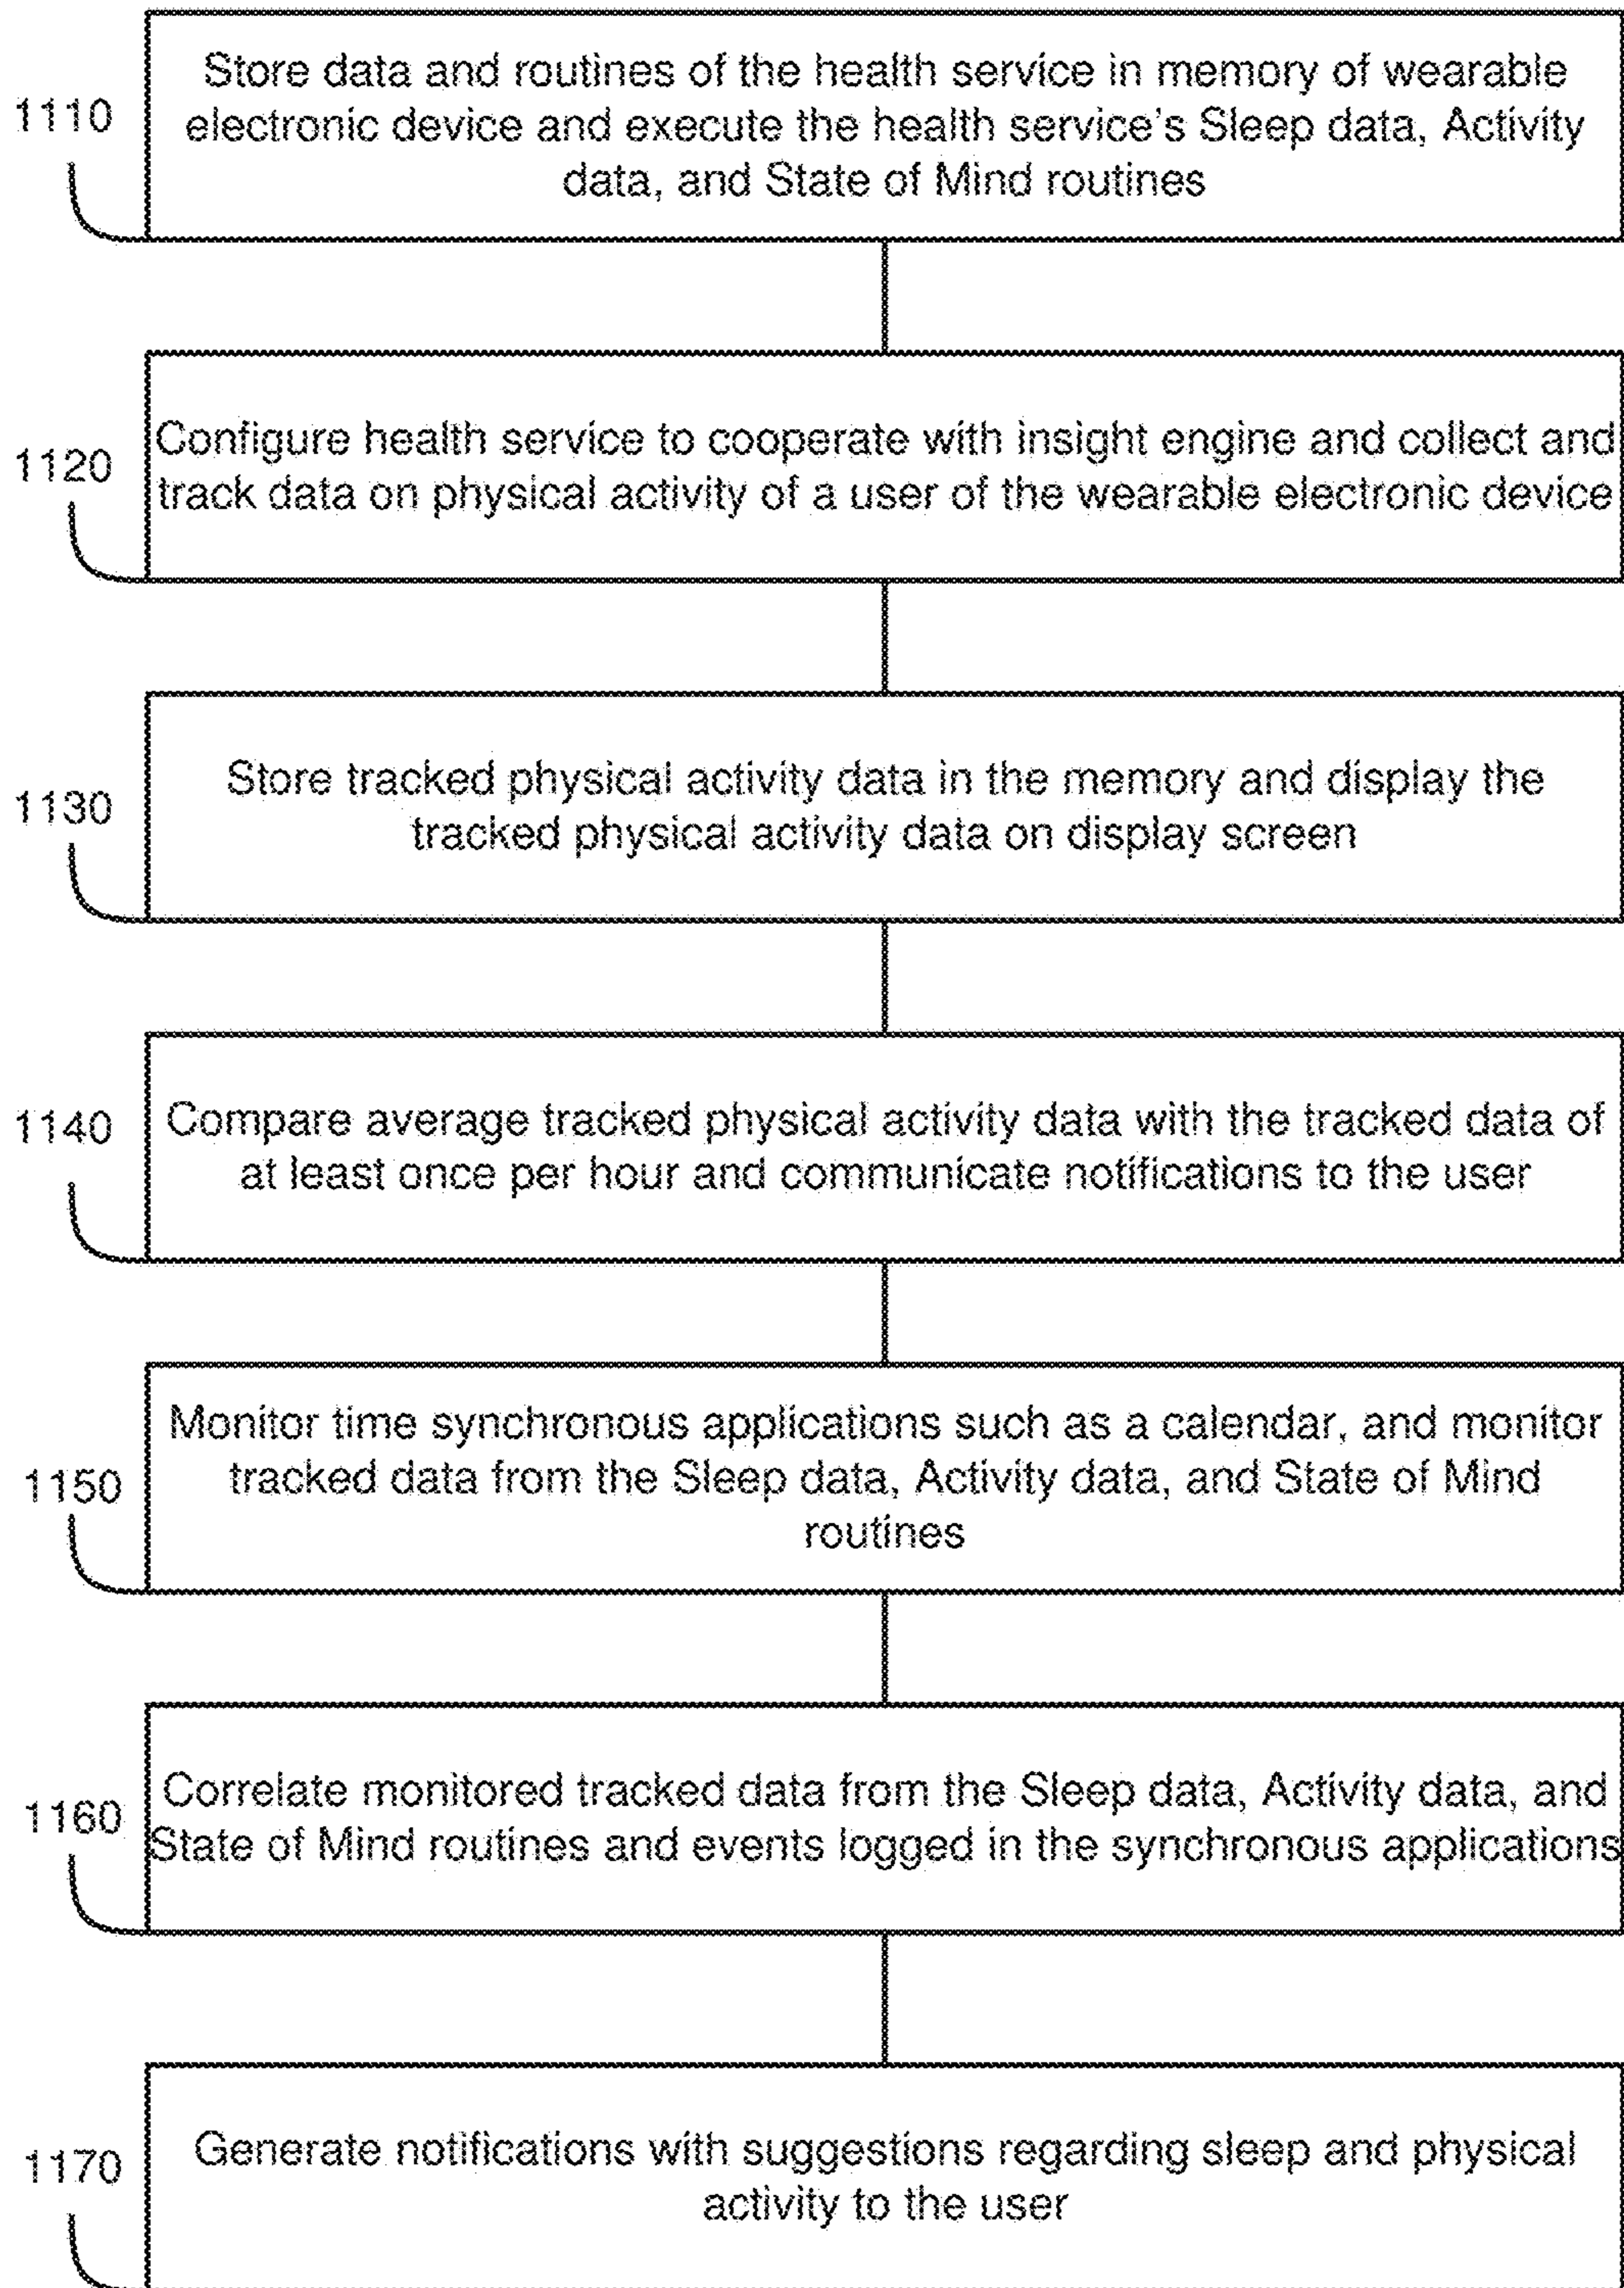 Store data and routines of the health service in memory of wearable
electronic device and execute the health service's Sleep data, Activity
data, and State of Mind routines
1110
Configure health service to cooperate with insight engine and collect and
track data on physical activity of a user of the wearable electronic device
1120
Store tracked physical activity data in the memory and display the
tracked physical activity data on display screen
1130
Compare average tracked physical activity data with the tracked data of
at least once per hour and communicate notifications to the user
1140
Monitor time synchronous applications such as a calendar, and monitor
tracked data from the Sleep data, Activity data, and State of Mind
routines
1150
Correlate monitored tracked data from the Sleep data, Activity data, and
State of Mind routines and events logged in the synchronous applications
1160
Generate notifications with suggestions regarding sleep and physical
activity to the user
1170